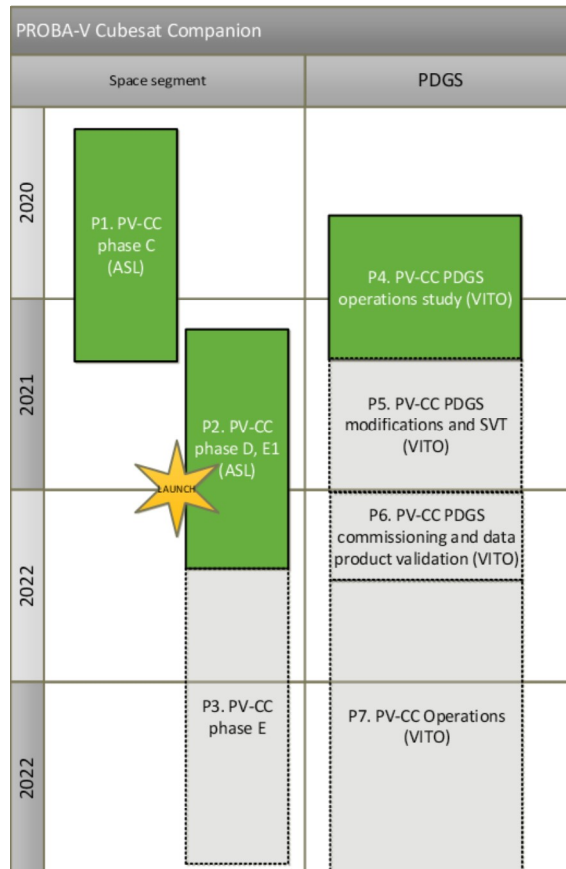 PROBA-V Cubesat Companion
Space segment
PDGS
2020
P1. PV-CC
phase C
(ASL)
P4. PV-CC PDGS
operations study (VITO)
2021
P2. PV-CC
phase D, E1
(ASL)
LAUNCH
P5. PV-CC PDGS
modifications and SVT
(VITO)
2022
P6. PV-CC PDGS
commissioning and data
product validation (VITO)
2022
P3. PV-CC
phase E
P7. PV-CC Operations
(VITO)